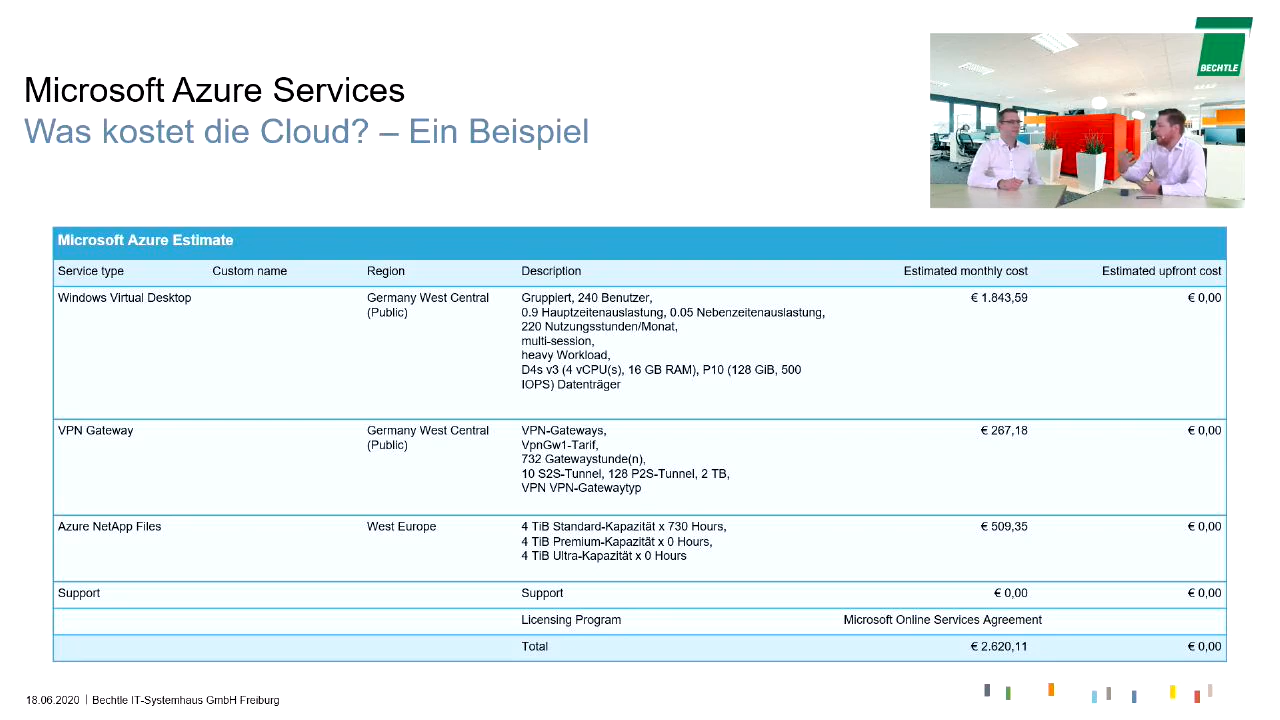 BECHTLE
Microsoft Azure Services
Was kostet die Cloud? – Ein Beispiel
Microsoft Azure Estimate
Service type Custom name Region Description Estimated monthly cost Estimated upfront cost
Windows Virtual Desktop Germany West Central Gruppiert, 240 Benutzer, € 1.843,59 € 0,00
(Public) 0.9 Hauptzeitenauslastung, 0.05 Nebenzeitenauslastung,
220 Nutzungsstunden/Monat,
multi-session,
heavy Workload,
D4s v3 (4 vCPU(s), 16 GB RAM), P10 (128 GiB, 500
IOPS) Datenträger
VPN Gateway Germany West Central VPN-Gateways, € 267,18 € 0,00
(Public) VpnGw1-Tarif,
732 Gatewaystunde(n),
10 S2S-Tunnel, 128 P2S-Tunnel, 2 TB,
VPN VPN-Gatewaytyp
Azure NetApp Files West Europe 4 TiB Standard-Kapazität x 730 Hours, € 509,35 € 0,00
4 TiB Premium-Kapazität x 0 Hours,
4 TiB Ultra-Kapazität x 0 Hours
Support Support € 0,00 € 0,00
Licensing Program Microsoft Online Services Agreement
Total € 2.620,11 € 0,00
18.06.2020 | Bechtle IT-Systemhaus GmbH Freiburg